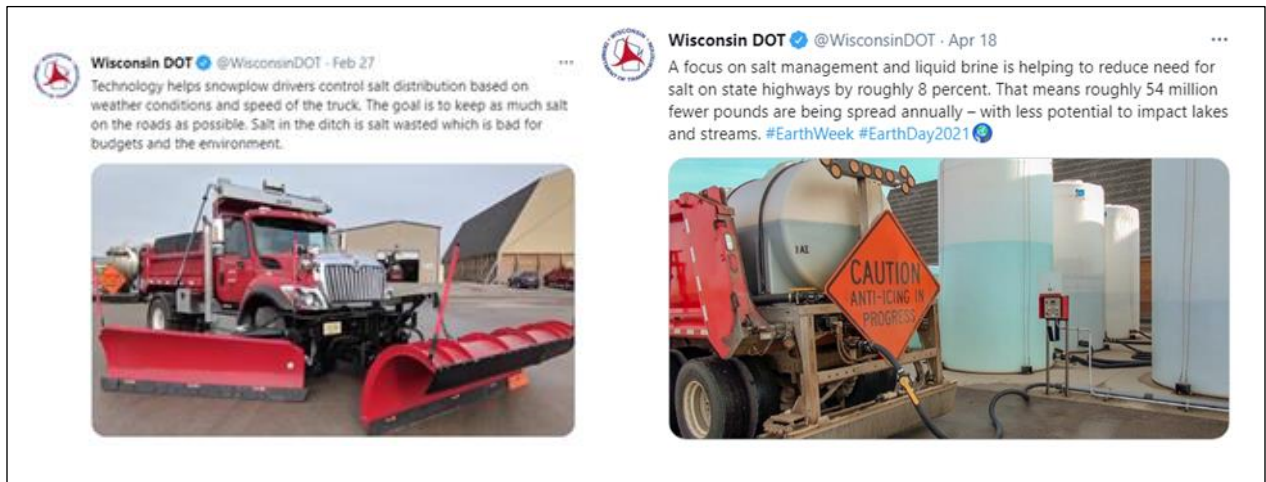 Wisconsin DOT @WisconsinDOT · Feb 27
Technology helps snowplow drivers control salt distribution based on
weather conditions and speed of the truck. The goal is to keep as much salt
on the roads as possible. Salt in the ditch is salt wasted which is bad for
budgets and the environment.
Wisconsin DOT @WisconsinDOT · Apr 18
A focus on salt management and liquid brine is helping to reduce need for
salt on state highways by roughly 8 percent. That means roughly 54 million
fewer pounds are being spread annually – with less potential to impact lakes
and streams. #EarthWeek #EarthDay2021
CAUTION
ANTI-ICING IN
PROGRESS